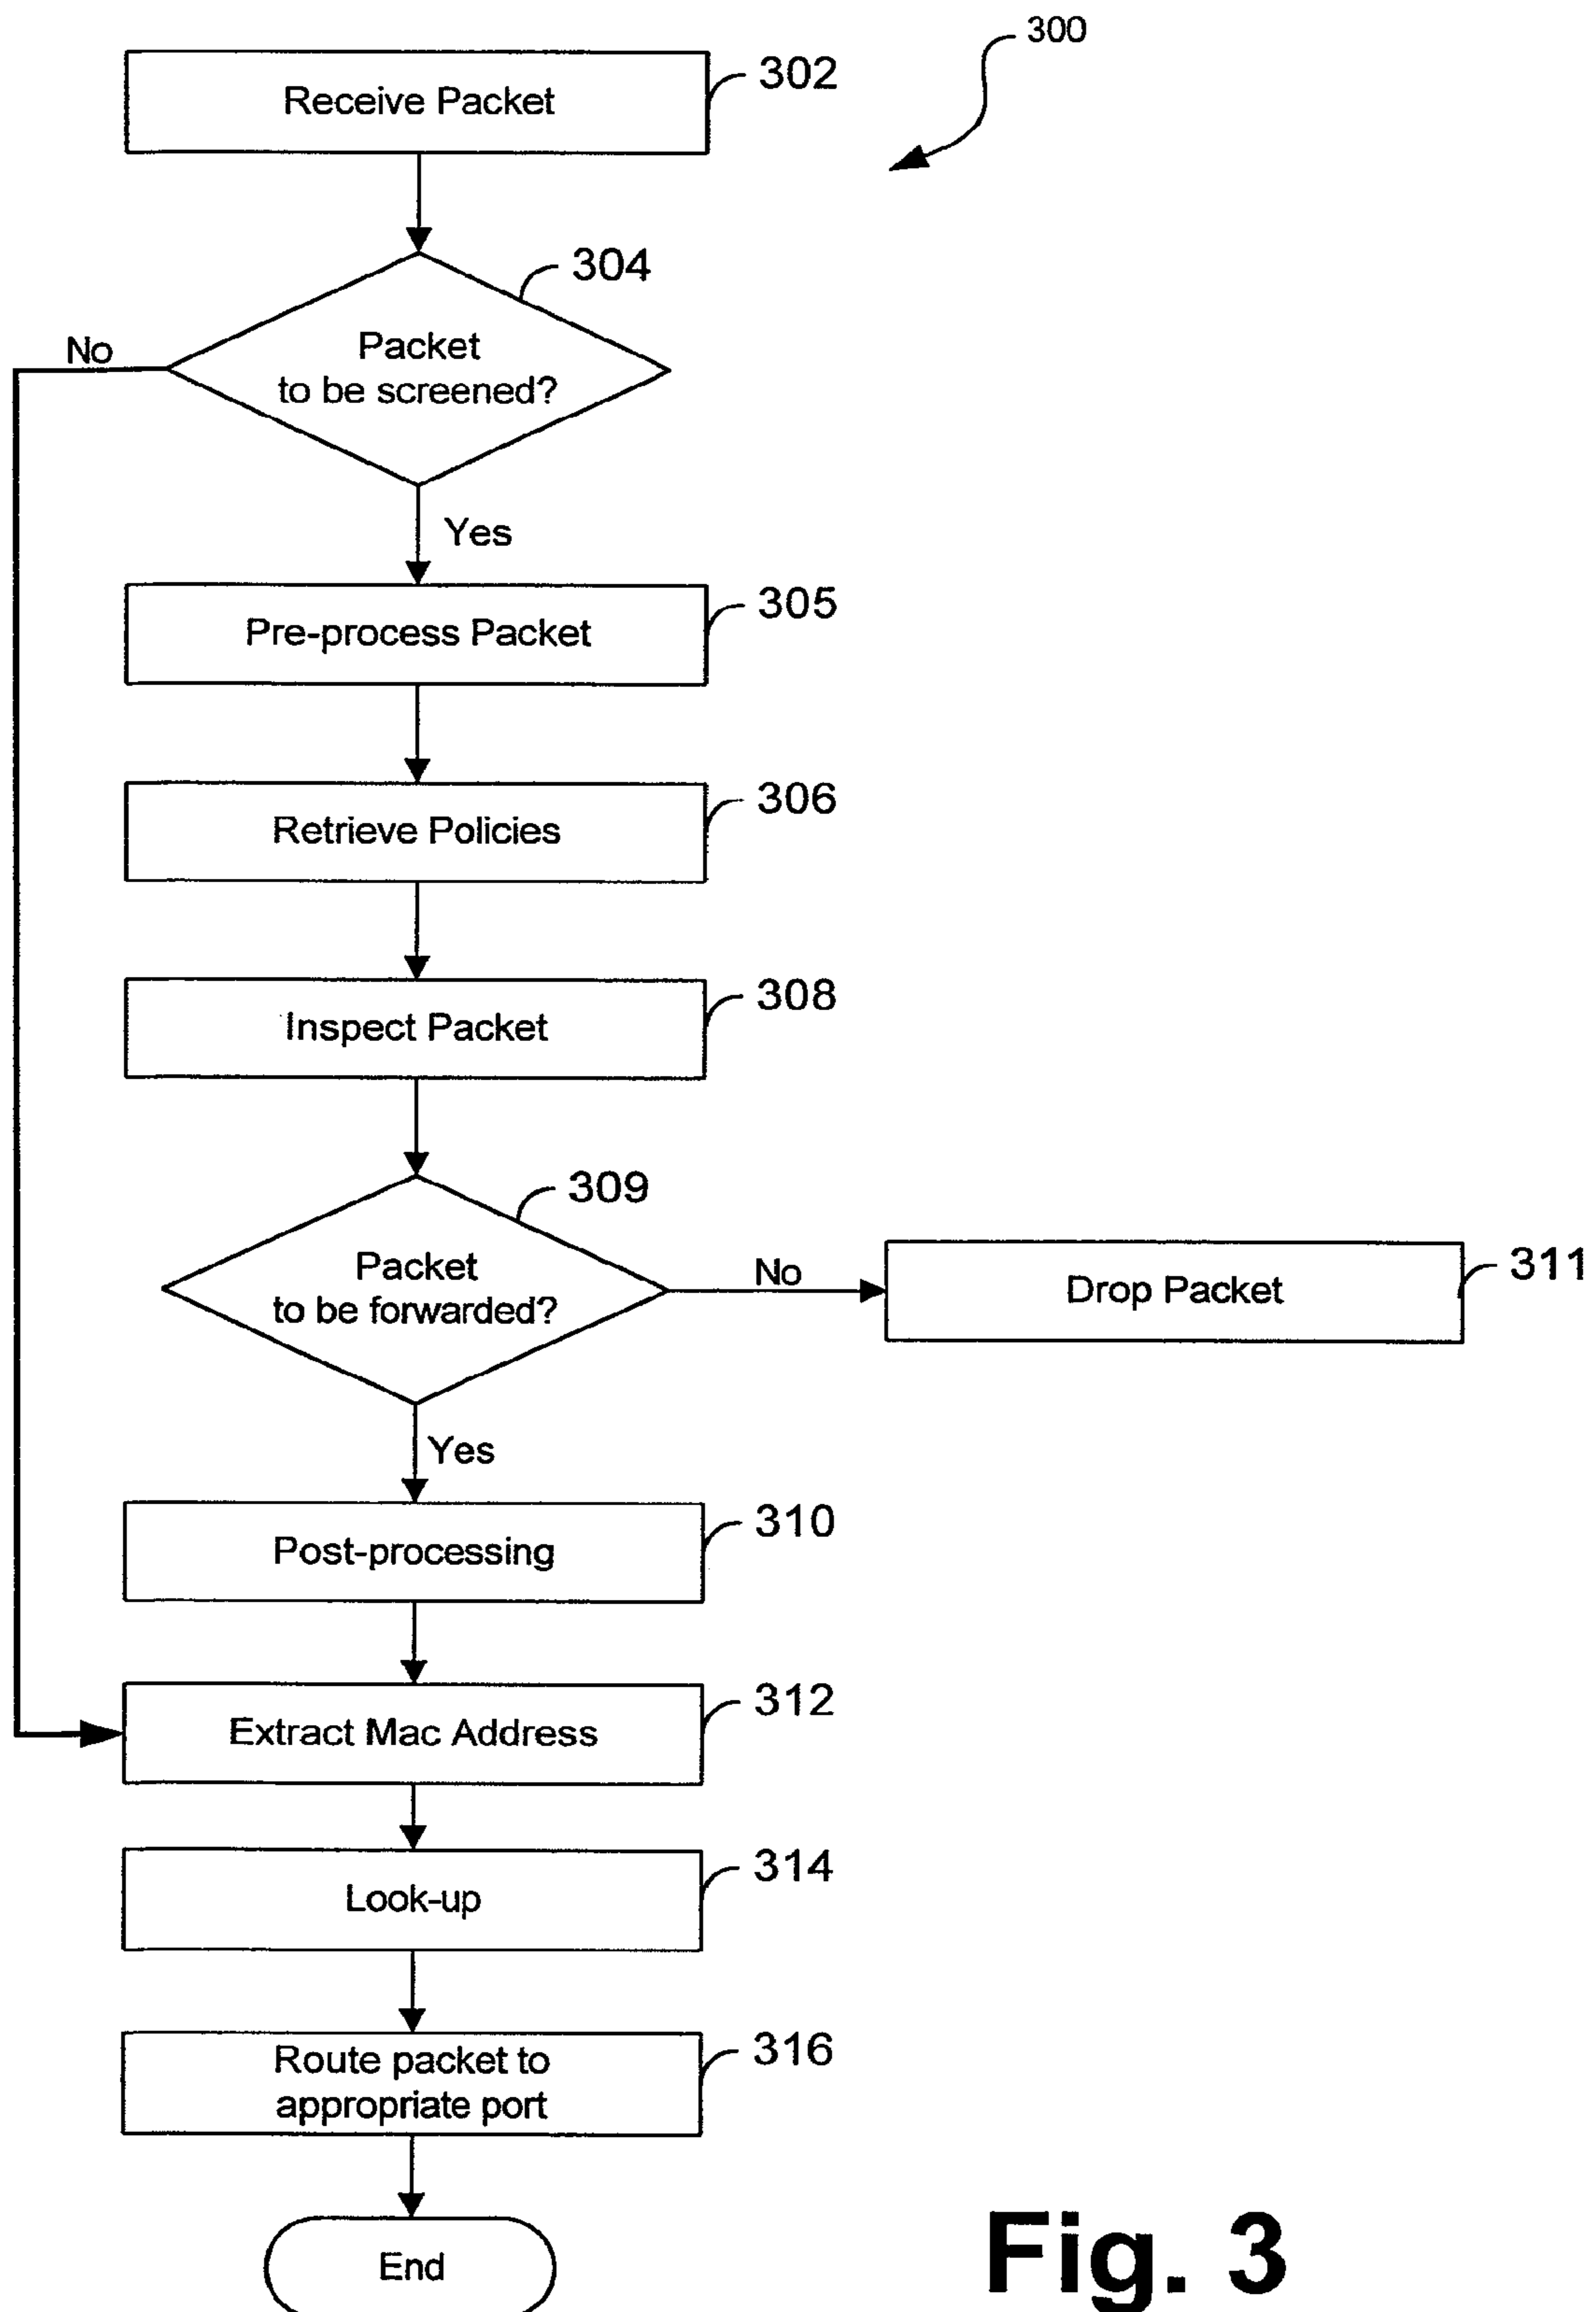 300
Receive Packet
302
304
Packet
to be screened?
No
Yes
Pre-process Packet
305
Retrieve Policies
306
Inspect Packet
308
309
Packet
to be forwarded?
No
Drop Packet
311
Yes
Post-processing
310
Extract Mac Address
312
Look-up
314
Route packet to
appropriate port
316
End
Fig. 3